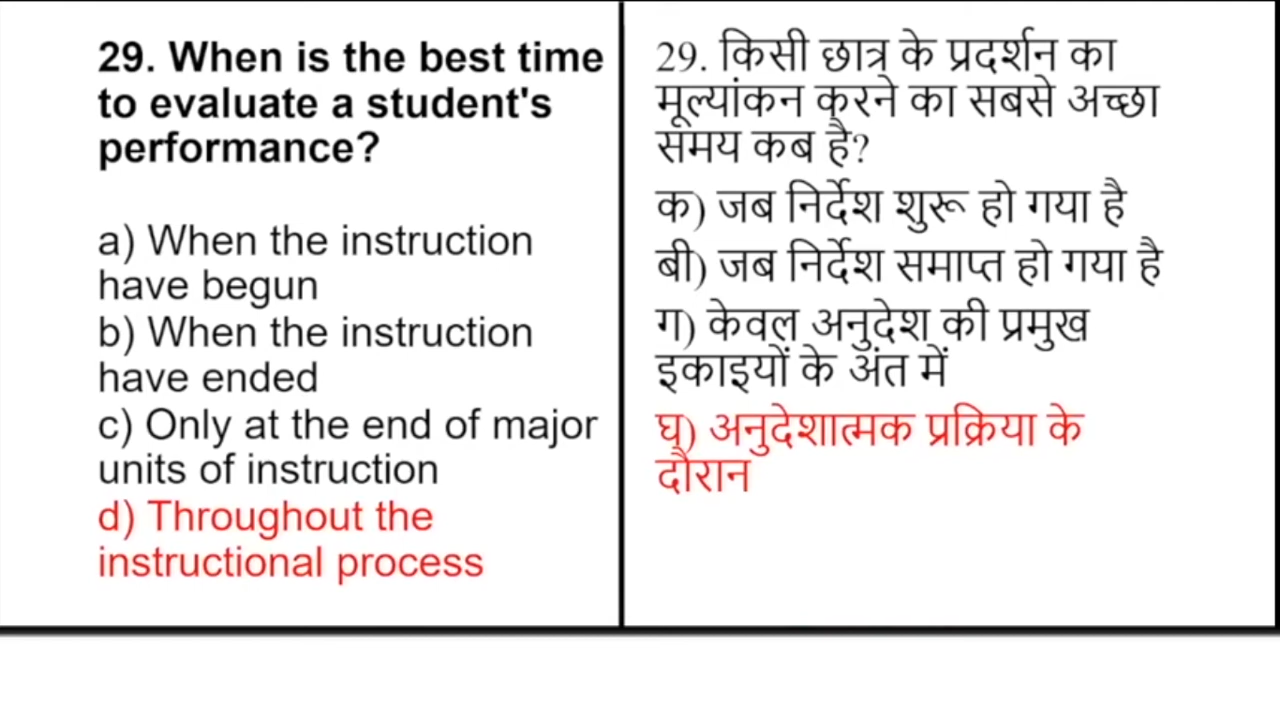 29. When is the best time
to evaluate a student's
performance?
a) When the instruction
have begun
b) When the instruction
have ended
c) Only at the end of major
units of instruction
d) Throughout the
instructional process
29. किसी छात्र के प्रदर्शन का
मूल्यांकन करने का सबसे अच्छा
समय कब है?
क) जब निर्देश शुरू हो गया है
बी) जब निर्देश समाप्त हो गया है
ग) केवल अनुदेश की प्रमुख
इकाइयों के अंत में
घ) अनुदेशात्मक प्रक्रिया के
दौरान